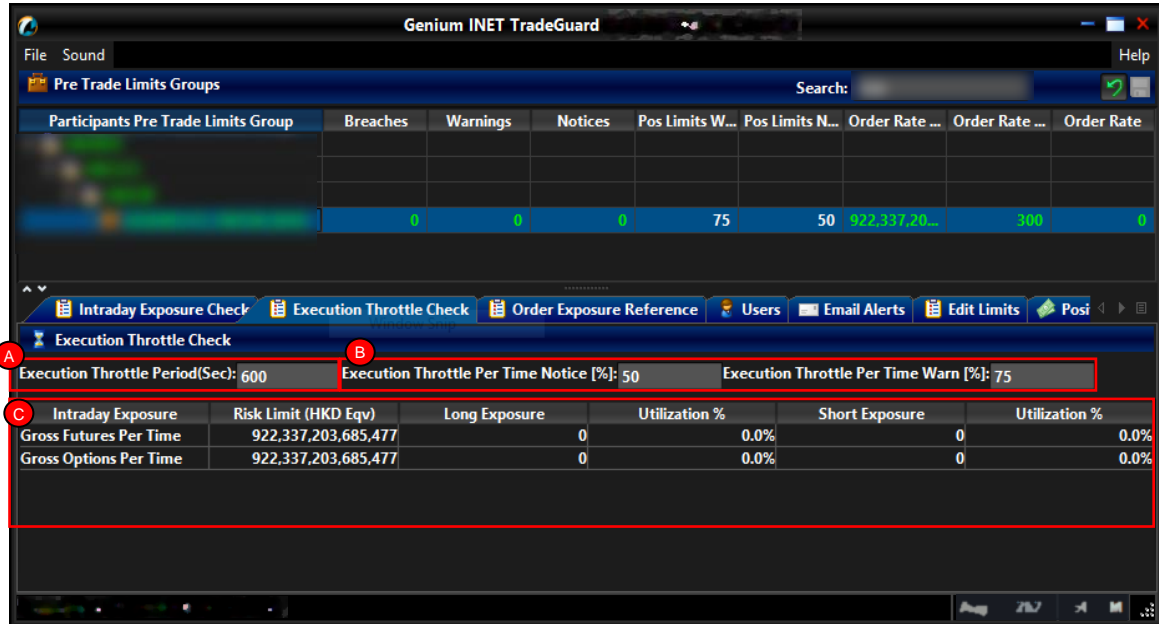 Genium INET TradeGuard
File Sound Help
Pre Trade Limits Groups Search:
Participants Pre Trade Limits Group Breaches Warnings Notices Pos Limits W... Pos Limits N... Order Rate ... Order Rate ... Order Rate
0 0 0 75 50 922,337,20... 300 0
Intraday Exposure Check Execution Throttle Check Order Exposure Reference Users Email Alerts Edit Limits Posi
Window Snip
Execution Throttle Check
A B
Execution Throttle Period(Sec): 600 Execution Throttle Per Time Notice [%]: 50 Execution Throttle Per Time Warn [%]: 75
C Intraday Exposure Risk Limit (HKD Eqv) Long Exposure Utilization % Short Exposure Utilization %
Gross Futures Per Time 922,337,203,685,477 0 0.0% 0 0.0%
Gross Options Per Time 922,337,203,685,477 0 0.0% 0 0.0%